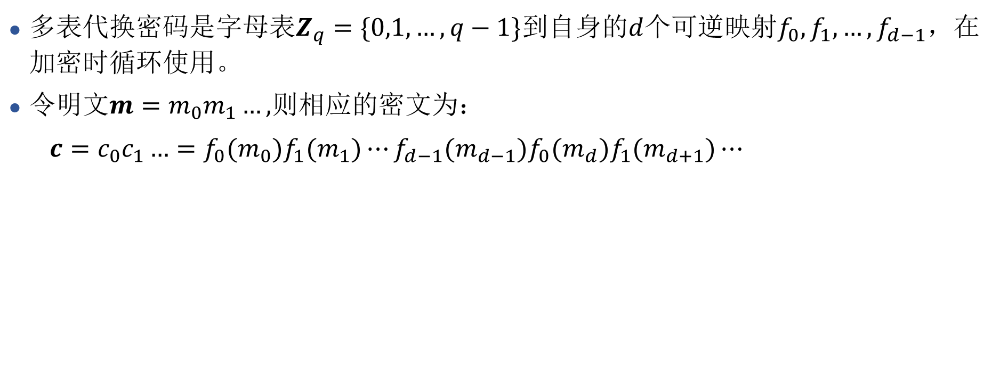 • 多表代换密码是字母表𝒁_q = {0,1, … , q − 1}到自身的d个可逆映射f_0, f_1, … , f_{d−1}，在
加密时循环使用。
• 令明文𝒎 = m_0m_1 … ,则相应的密文为：
𝒄 = c_0c_1 … = f_0(m_0)f_1(m_1) ⋯ f_{d−1}(m_{d−1})f_0(m_d)f_1(m_{d+1}) ⋯